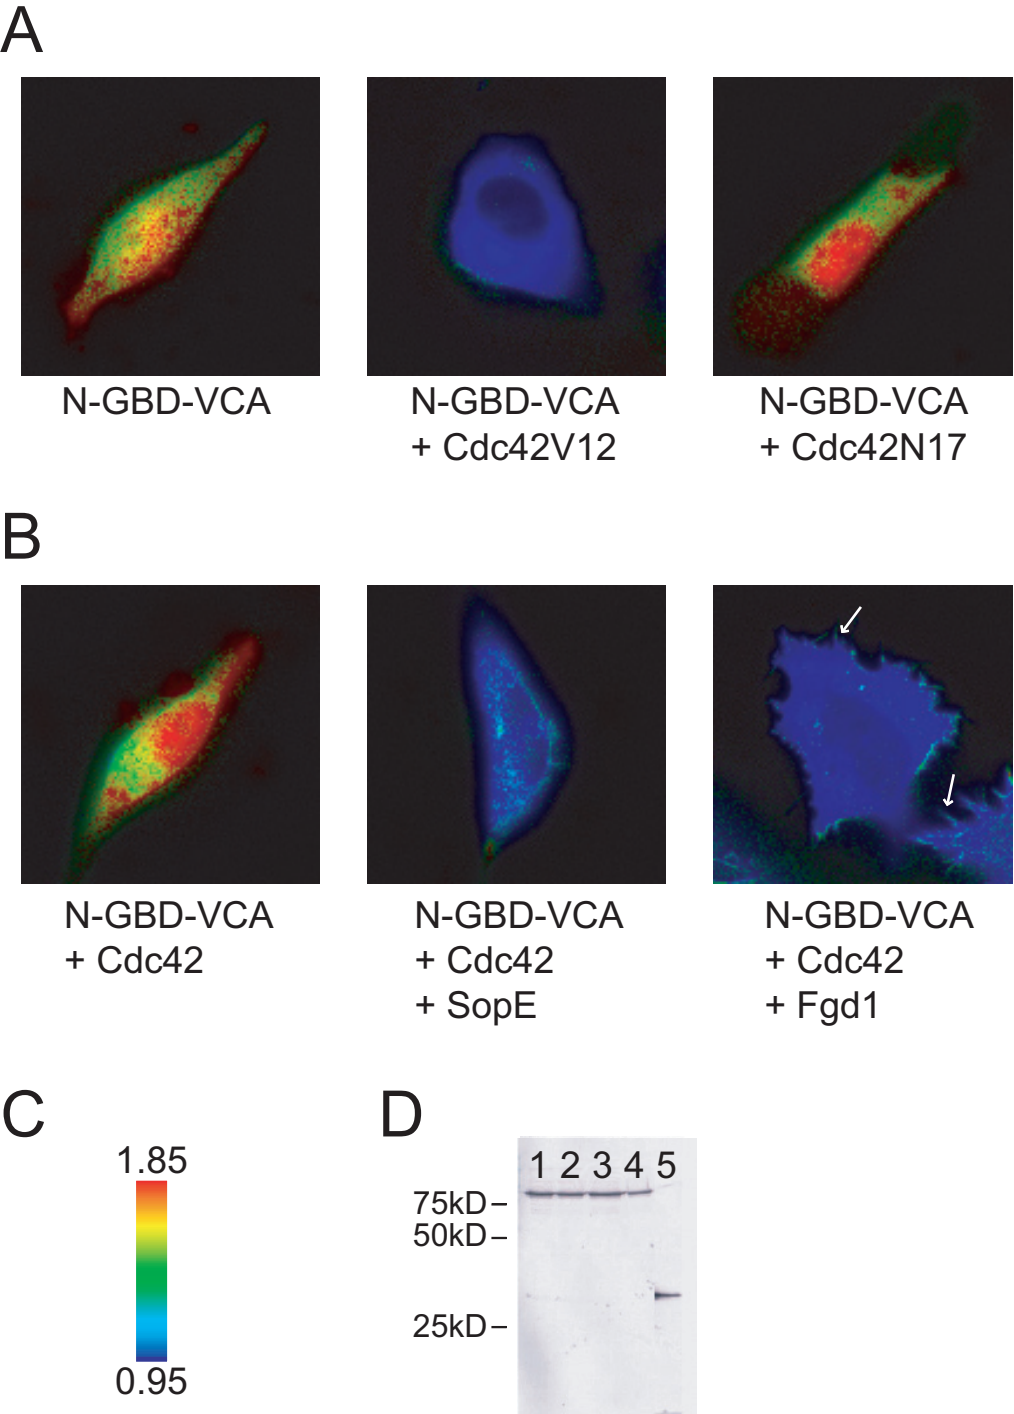 A
N-GBD-VCA
N-GBD-VCA
+ Cdc42V12
N-GBD-VCA
+ Cdc42N17
B
N-GBD-VCA
+ Cdc42
N-GBD-VCA
+ Cdc42
+ SopE
N-GBD-VCA
+ Cdc42
+ Fgd1
C
1.85
0.95
D
1 2 3 4 5
75kD
50kD
25kD